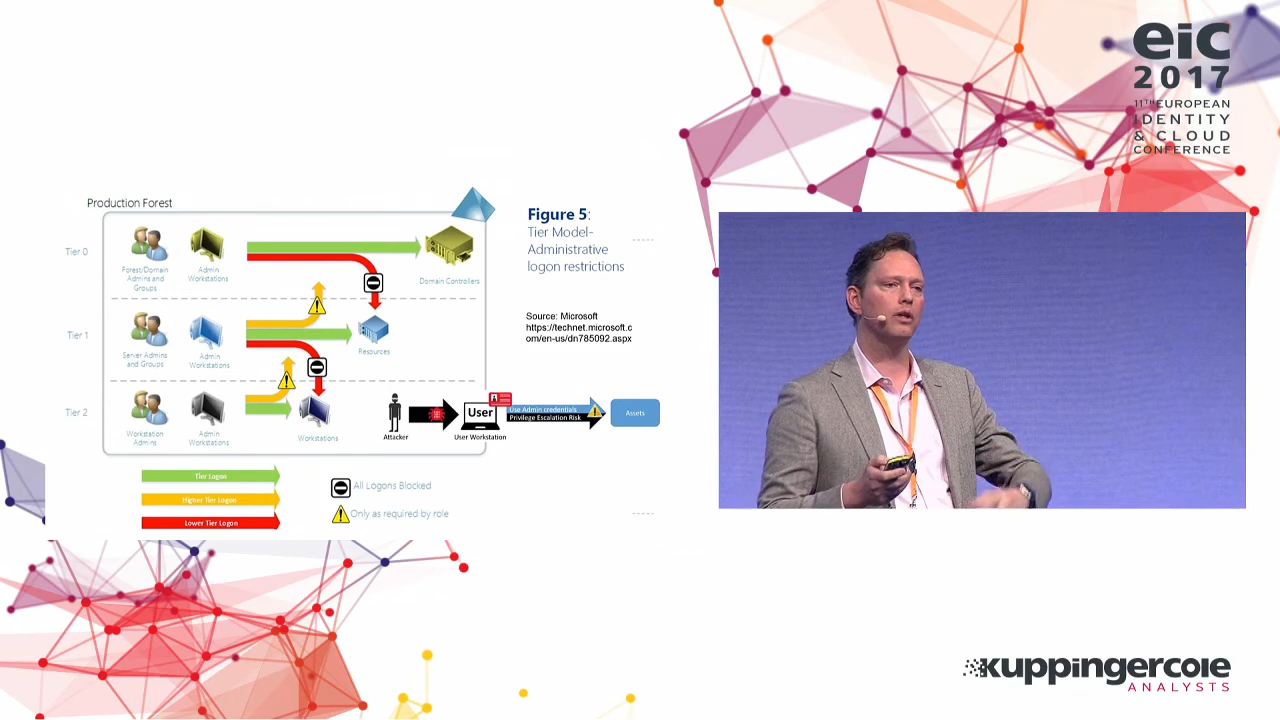 Production Forest
Tier 0
Forest/Domain
Admins and
Groups
Admin
Workstations
Domain Controllers
Tier 1
Server Admins
and Groups
Admin
Workstations
Resources
Tier 2
Workstation
Admins
Admin
Workstations
Workstations
Attacker
User
User Workstation
Use Admin credentials
Privilege Escalation Risk
Assets
Tier Logon
Higher Tier Logon
Lower Tier Logon
All Logons Blocked
Only as required by role
Figure 5:
Tier Model-
Administrative
logon restrictions
Source: Microsoft
https://technet.microsoft.c
om/en-us/dn785092.aspx
eic
2017
11TH EUROPEAN
IDENTITY
& CLOUD
CONFERENCE
kuppingercole
ANALYSTS